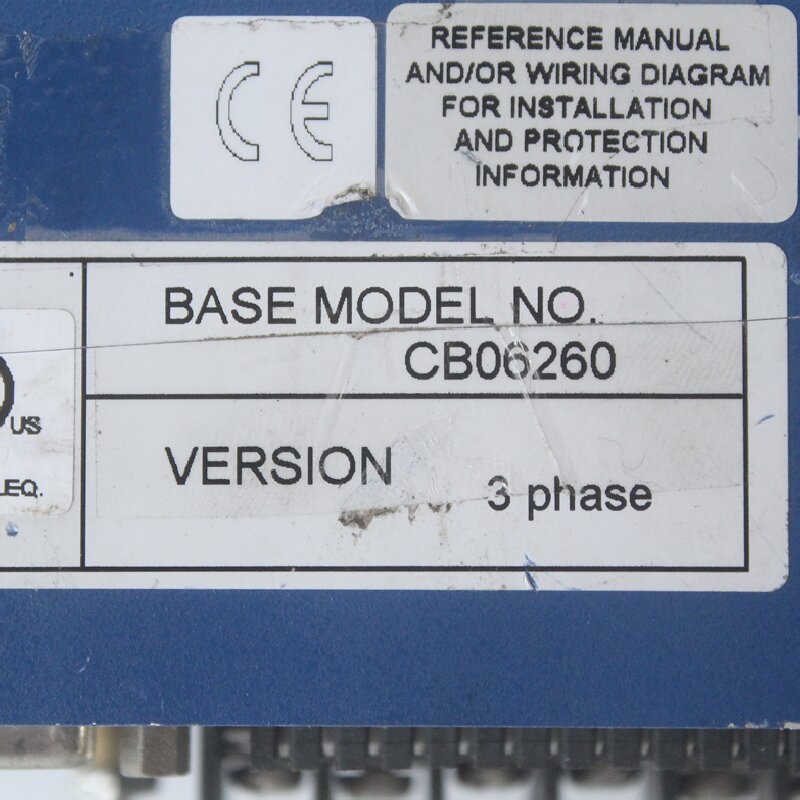 CE
REFERENCE MANUAL
AND/OR WIRING DIAGRAM
FOR INSTALLATION
AND PROTECTION
INFORMATION
BASE MODEL NO.
CB06260
US
EQ.
VERSION
3 phase